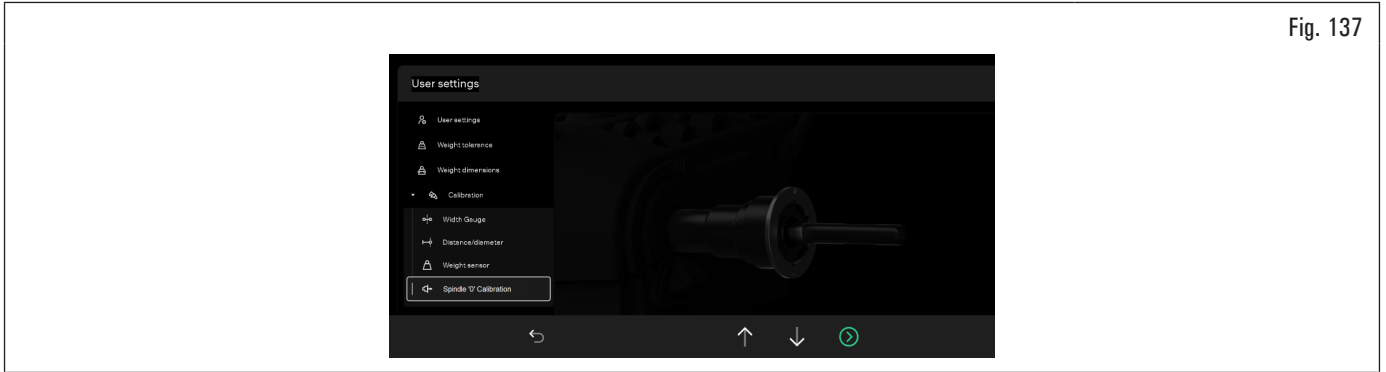 Fig. 137
User settings
User settings
Weight tolerance
Weight dimensions
Calibration
Width Gauge
Distance/diameter
Weight sensor
Spindle '0' Calibration